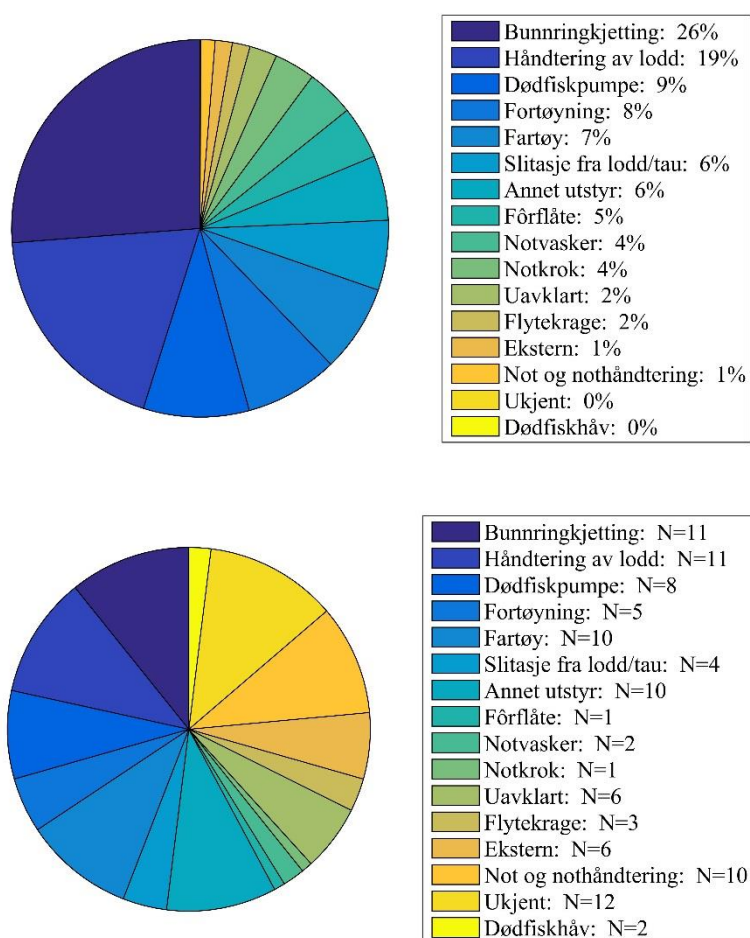 Bunnringkjetting: 26%
Håndtering av lodd: 19%
Dødfiskpumpe: 9%
Fortøyning: 8%
Fartøy: 7%
Slitasje fra lodd/tau: 6%
Annet utstyr: 6%
Fôrflåte: 5%
Notvasker: 4%
Notkrok: 4%
Uavklart: 2%
Flytekrage: 2%
Ekstern: 1%
Not og nothåndtering: 1%
Ukjent: 0%
Dødfiskhåv: 0%
Bunnringkjetting: N=11
Håndtering av lodd: N=11
Dødfiskpumpe: N=8
Fortøyning: N=5
Fartøy: N=10
Slitasje fra lodd/tau: N=4
Annet utstyr: N=10
Fôrflåte: N=1
Notvasker: N=2
Notkrok: N=1
Uavklart: N=6
Flytekrage: N=3
Ekstern: N=6
Not og nothåndtering: N=10
Ukjent: N=12
Dødfiskhåv: N=2